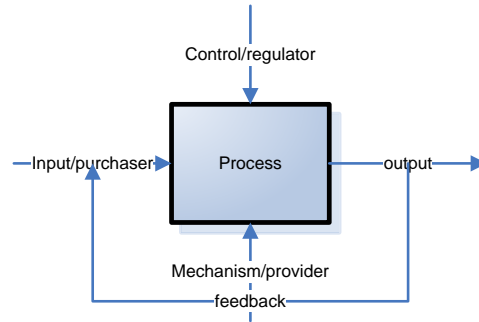 Control/regulator
Input/purchaser
Process
output
Mechanism/provider
feedback